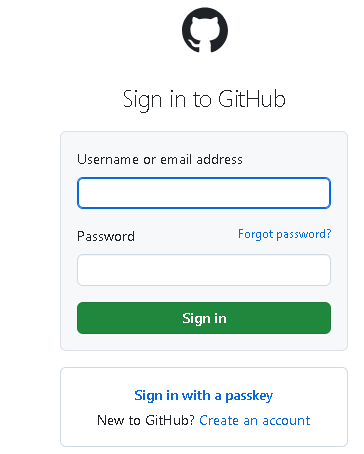 Sign in to GitHub
Username or email address
Password Forgot password?
Sign in
Sign in with a passkey
New to GitHub? Create an account